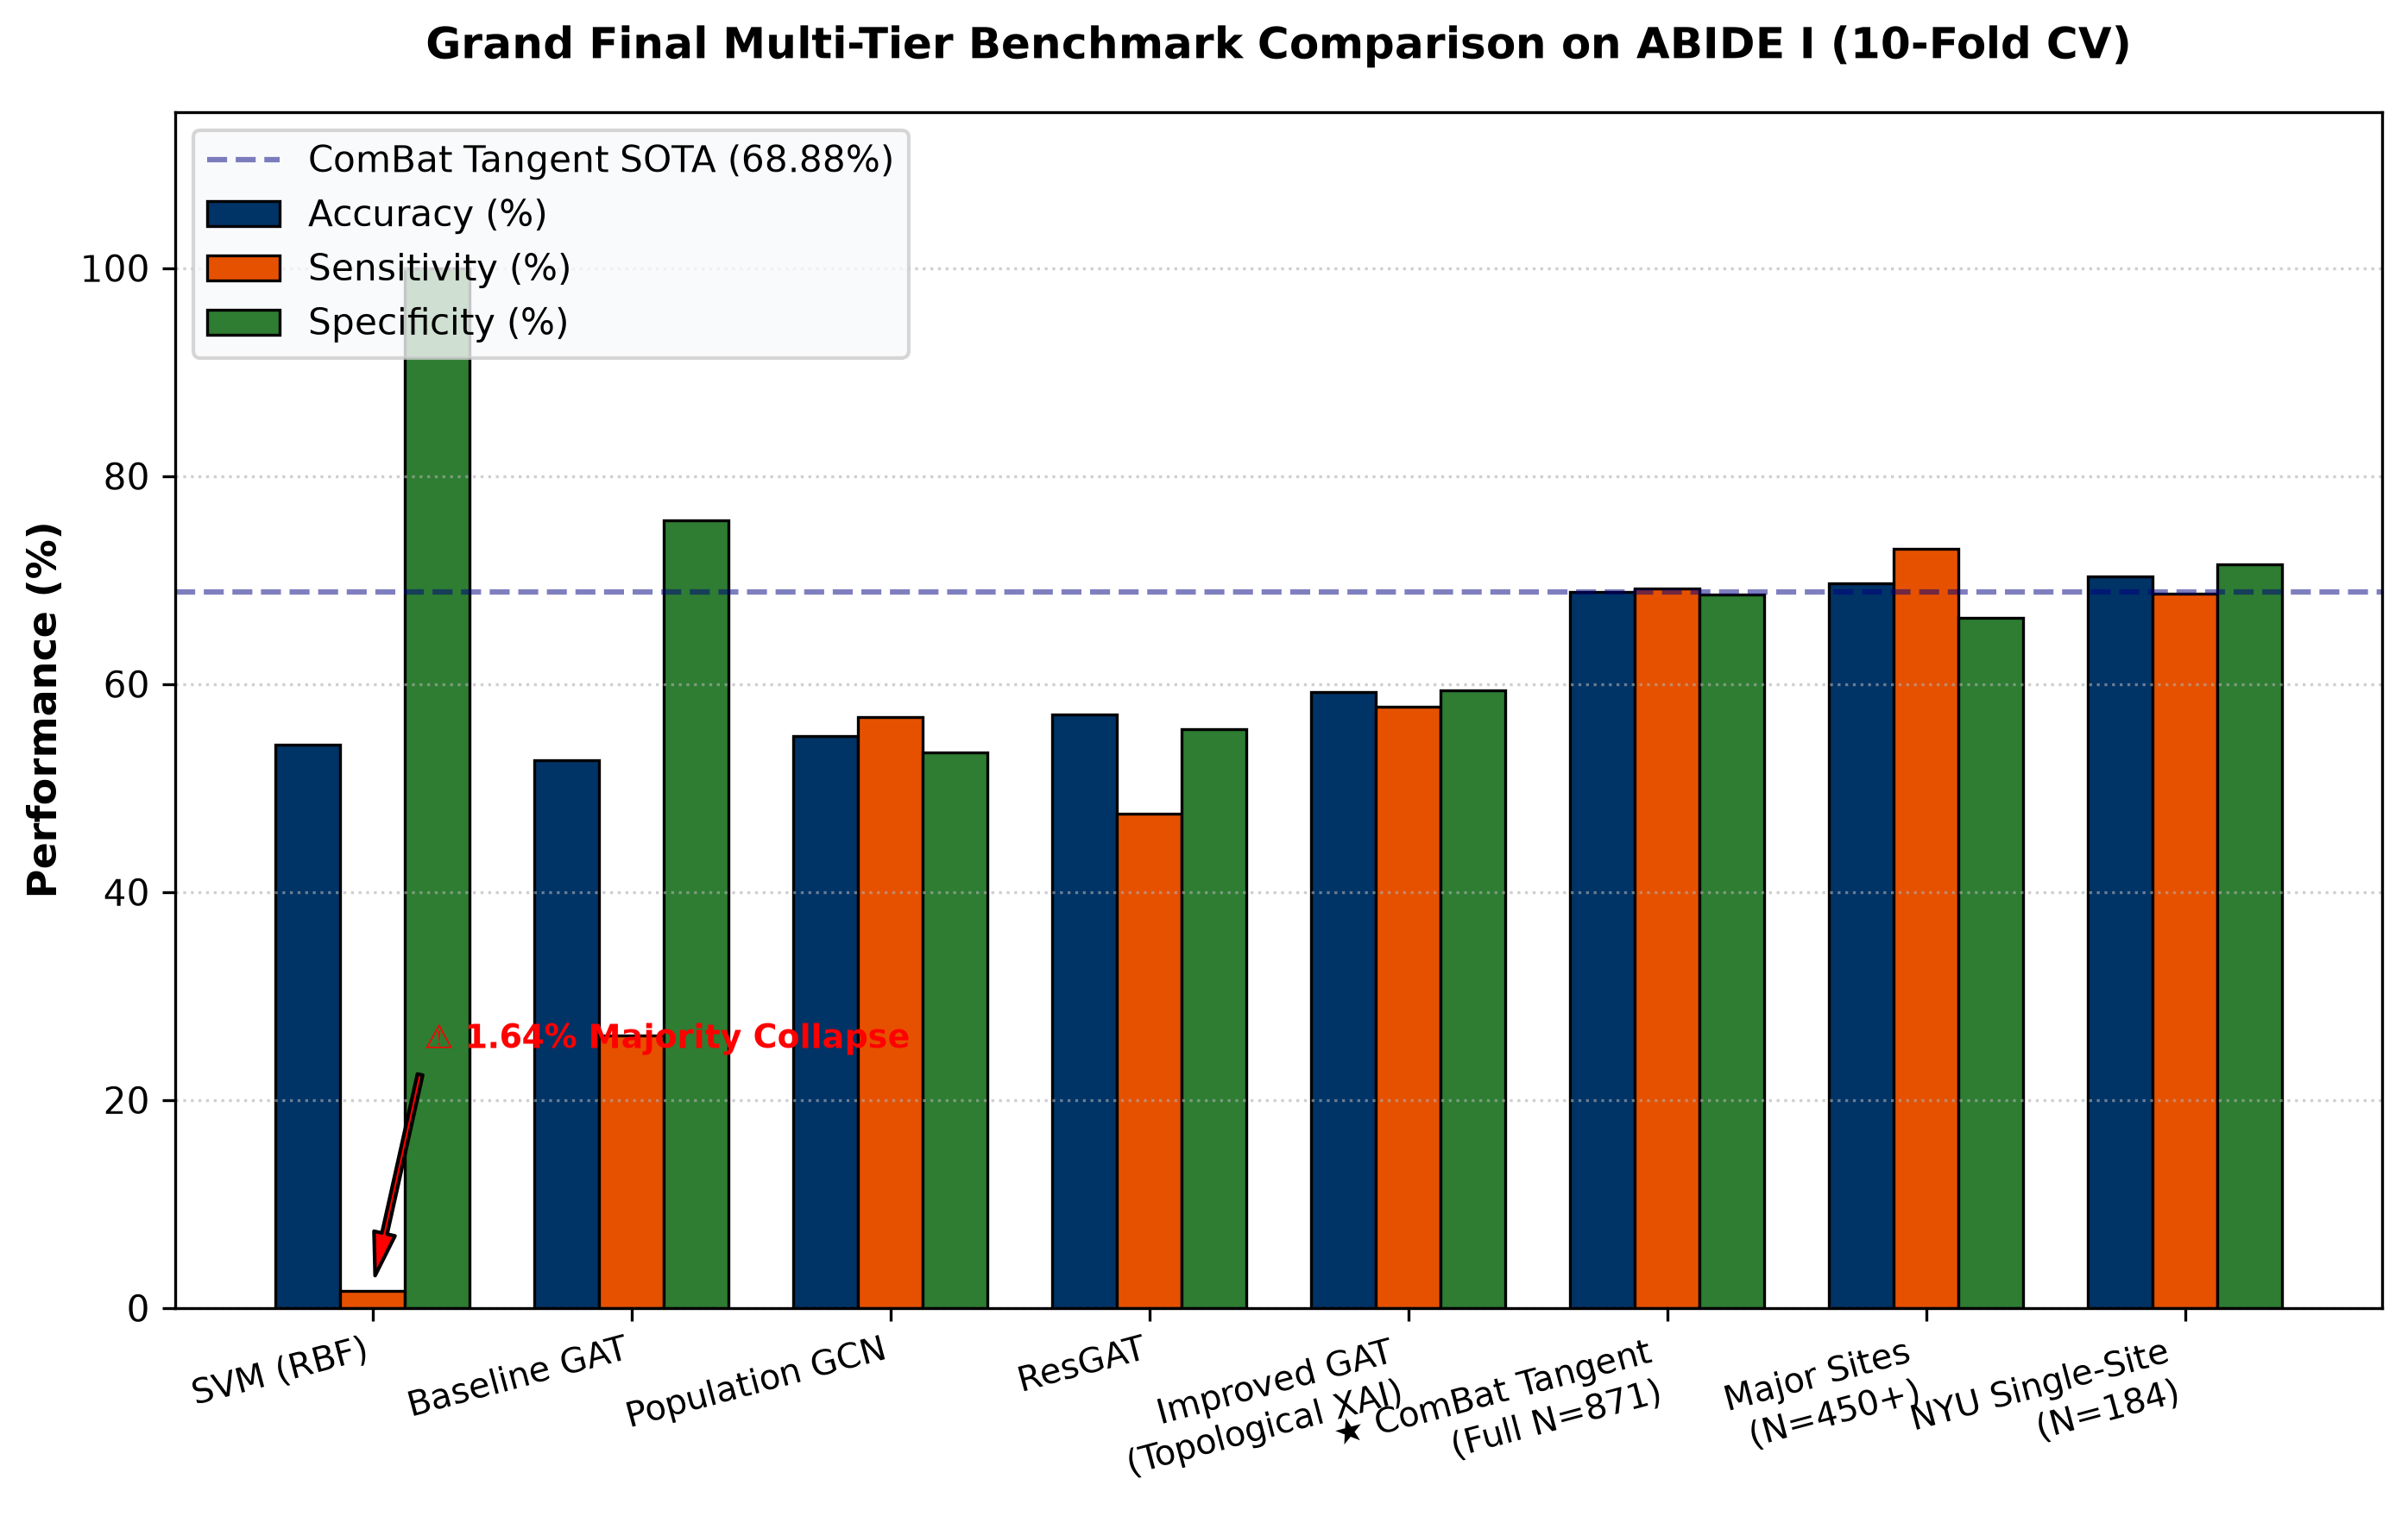 Grand Final Multi-Tier Benchmark Comparison on ABIDE I (10-Fold CV)
ComBat Tangent SOTA (68.88%)
Accuracy (%)
Sensitivity (%)
Specificity (%)
Performance (%)
100
80
60
40
20
0
⚠ 1.64% Majority Collapse
SVM (RBF)
Baseline GAT
Population GCN
ResGAT
Improved GAT
(Topological XAI)
★ ComBat Tangent
(Full N=871)
Major Sites
(N=450+)
NYU Single-Site
(N=184)